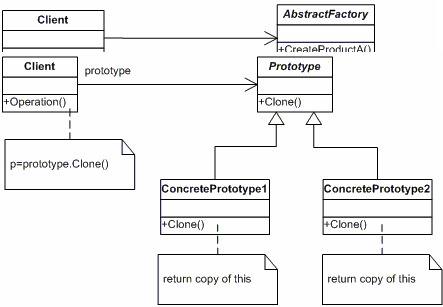 Client
AbstractFactory
+CreateProductA()
Client
prototype
Prototype
+Operation()
+Clone()
p=prototype.Clone()
ConcretePrototype1
ConcretePrototype2
+Clone()
+Clone()
return copy of this
return copy of this